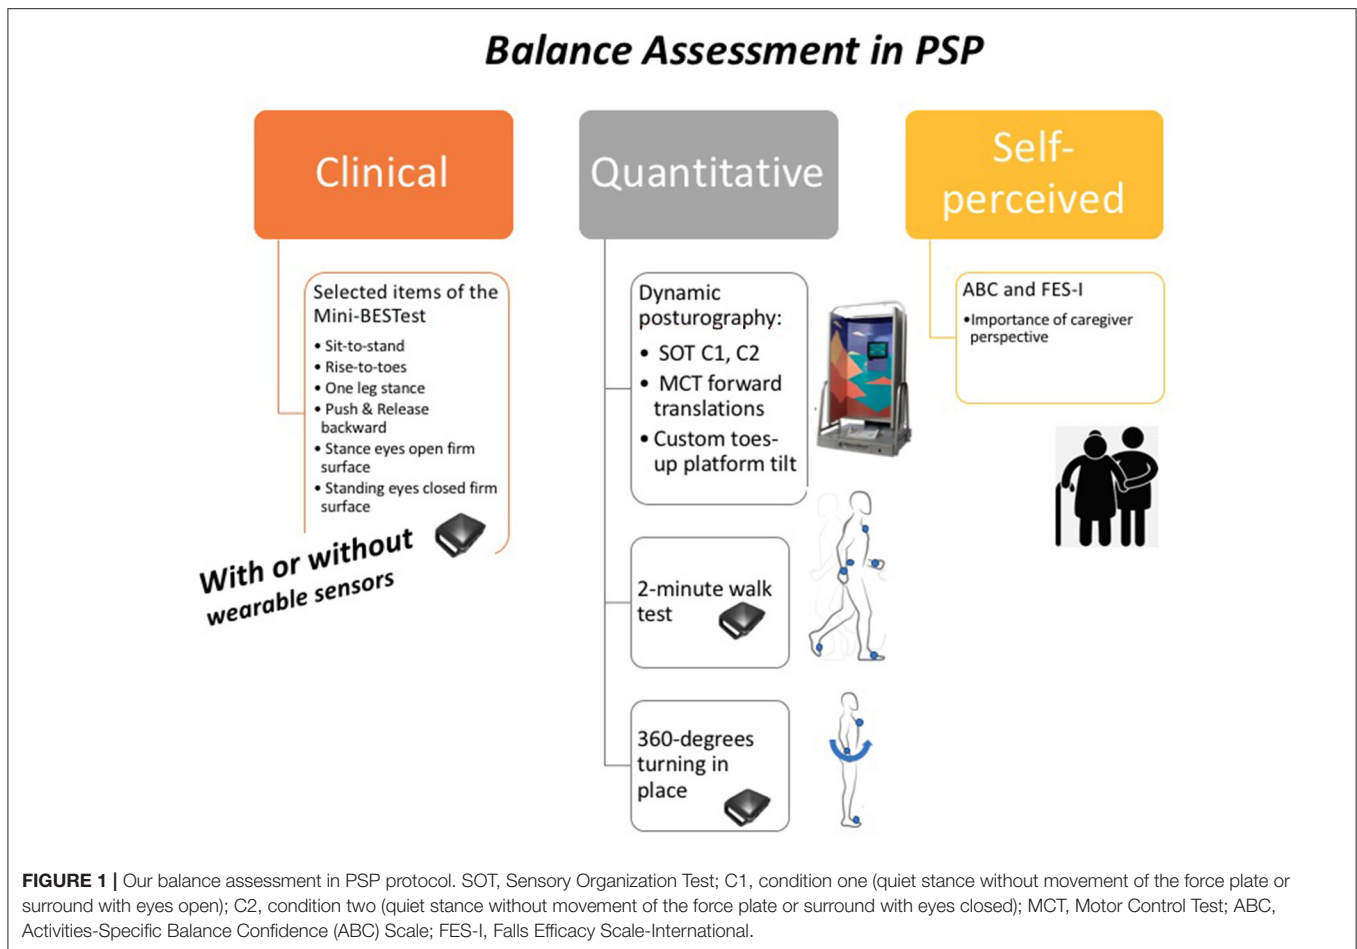 Balance Assessment in PSP
Clinical
Selected items of the
Mini-BESTest
• Sit-to-stand
• Rise-to-toes
• One leg stance
• Push & Release
backward
• Stance eyes open firm
surface
• Standing eyes closed firm
surface
With or without
wearable sensors
Quantitative
Dynamic
posturography:
• SOT C1, C2
• MCT forward
translations
• Custom toes-
up platform tilt
2-minute walk
test
360-degrees
turning in
place
Self-
perceived
ABC and FES-I
•Importance of caregiver
perspective
FIGURE 1 | Our balance assessment in PSP protocol. SOT, Sensory Organization Test; C1, condition one (quiet stance without movement of the force plate or
surround with eyes open); C2, condition two (quiet stance without movement of the force plate or surround with eyes closed); MCT, Motor Control Test; ABC,
Activities-Specific Balance Confidence (ABC) Scale; FES-I, Falls Efficacy Scale-International.